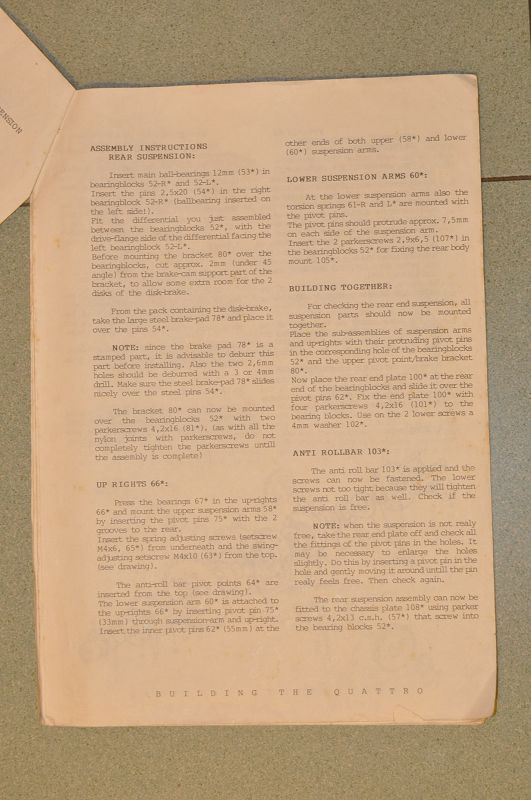 ASSEMBLY INSTRUCTIONS
REAR SUSPENSION:
Insert main ball-bearings 12mm (53*) in
bearingblocks 52-R* and 52-L*.
Insert the pins 2,5x20 (54*) in the right
bearingblock 52-R* (ballbearing inserted on
the left side!).
Fit the differential you just assembled
between the bearingblocks 52*, with the
drive-flange side of the differential facing the
left bearingblock 52-L*.
Before mounting the bracket 80* over the
bearingblocks, cut approx. 2mm (under 45
angle) from the brake-cam support part of the
bracket, to allow some extra room for the 2
disks of the disk-brake.
From the pack containing the disk-brake,
take the large steel brake-pad 78* and place it
over the pins 54*.
NOTE: since the brake pad 78* is a
stamped part, it is advisable to deburr this
part before installing. Also the two 2,6mm
holes should be deburred with a 3 or 4mm
drill. Make sure the steel brake-pad 78* slides
nicely over the steel pins 54*.
The bracket 80* can now be mounted
over the bearingblocks 52* with two
parkerscrews 4,2x16 (81*). (as with all the
nylon joints with parkerscrews, do not
completely tighten the parkerscrews untill
the assembly is complete)
UP RIGHTS 66*:
Press the bearings 67* in the up-rights
66* and mount the upper suspension arms 58*
by inserting the pivot pins 75* with the 2
grooves to the rear.
Insert the spring adjusting screws (setscrew
M4x6, 65*) from underneath and the swing-
adjusting setscrew M4x10 (63*) from the top.
(see drawing).
The anti-roll bar pivot points 64* are
inserted from the top (see drawing).
The lower suspension arm 60* is attached to
the up-rights 66* by inserting pivot pin 75*
(33mm) through suspension-arm and up-right.
Insert the inner pivot pins 62* (55mm) at the
other ends of both upper (58*) and lower
(60*) suspension arms.
LOWER SUSPENSION ARMS 60*:
At the lower suspension arms also the
torsion springs 61-R and L* are mounted with
the pivot pins.
The pivot pins should protrude approx. 7,5mm
on each side of the suspension arm.
Insert the 2 parkerscrews 2,9x6,5 (107*) in
the bearingblocks 52* for fixing the rear body
mount 105*.
BUILDING TOGETHER:
For checking the rear end suspension, all
suspension parts should now be mounted
together.
Place the sub-assemblies of suspension arms
and up-rights with their protruding pivot pins
in the corresponding hole of the bearingblocks
52* and the upper pivot point/brake bracket
80*.
Now place the rear end plate 100* at the rear
end of the bearingblocks and slide it over the
pivot pins 62*. Fix the end plate 100* with
four parkerscrews 4,2x16 (101*) to the
bearing blocks. Use on the 2 lower screws a
4mm washer 102*.
ANTI ROLLBAR 103*:
The anti roll bar 103* is applied and the
screws can now be fastened. The lower
screws not too tight because they will tighten
the anti roll bar as well. Check if the
suspension is free.
NOTE: when the suspension is not realy
free, take the rear end plate off and check all
the fittings of the pivot pins in the holes. It
may be necessary to enlarge the holes
slightly. Do this by inserting a pivot pin in the
hole and gently moving it around untill the pin
realy feels free. Then check again.
The rear suspension assembly can now be
fitted to the chassis plate 108* using parker
screws 4,2x13 c.s.h. (57*) that screw into
the bearing blocks 52*.
BUILDING THE QUATTRO